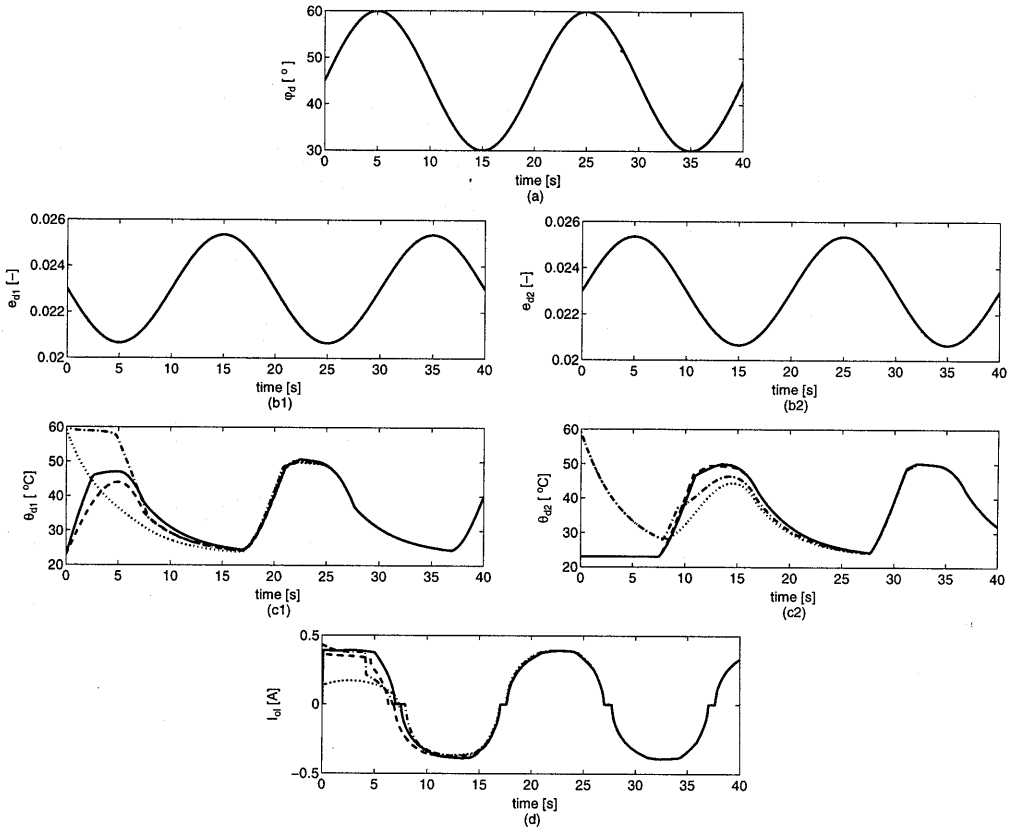 60
50
40
30
φd [ º ]
0 5 10 15 20 25 30 35 40
time [s]
(a)
0.026
0.024
0.022
0.02
ed1 [-]
0 5 10 15 20 25 30 35 40
time [s]
(b1)
0.026
0.024
0.022
0.02
ed2 [-]
0 5 10 15 20 25 30 35 40
time [s]
(b2)
60
50
40
30
20
θd1 [ ºC]
0 5 10 15 20 25 30 35 40
time [s]
(c1)
60
50
40
30
20
θd2 [ ºC]
0 5 10 15 20 25 30 35 40
time [s]
(c2)
0.5
0
−0.5
Iol [A]
0 5 10 15 20 25 30 35 40
time [s]
(d)